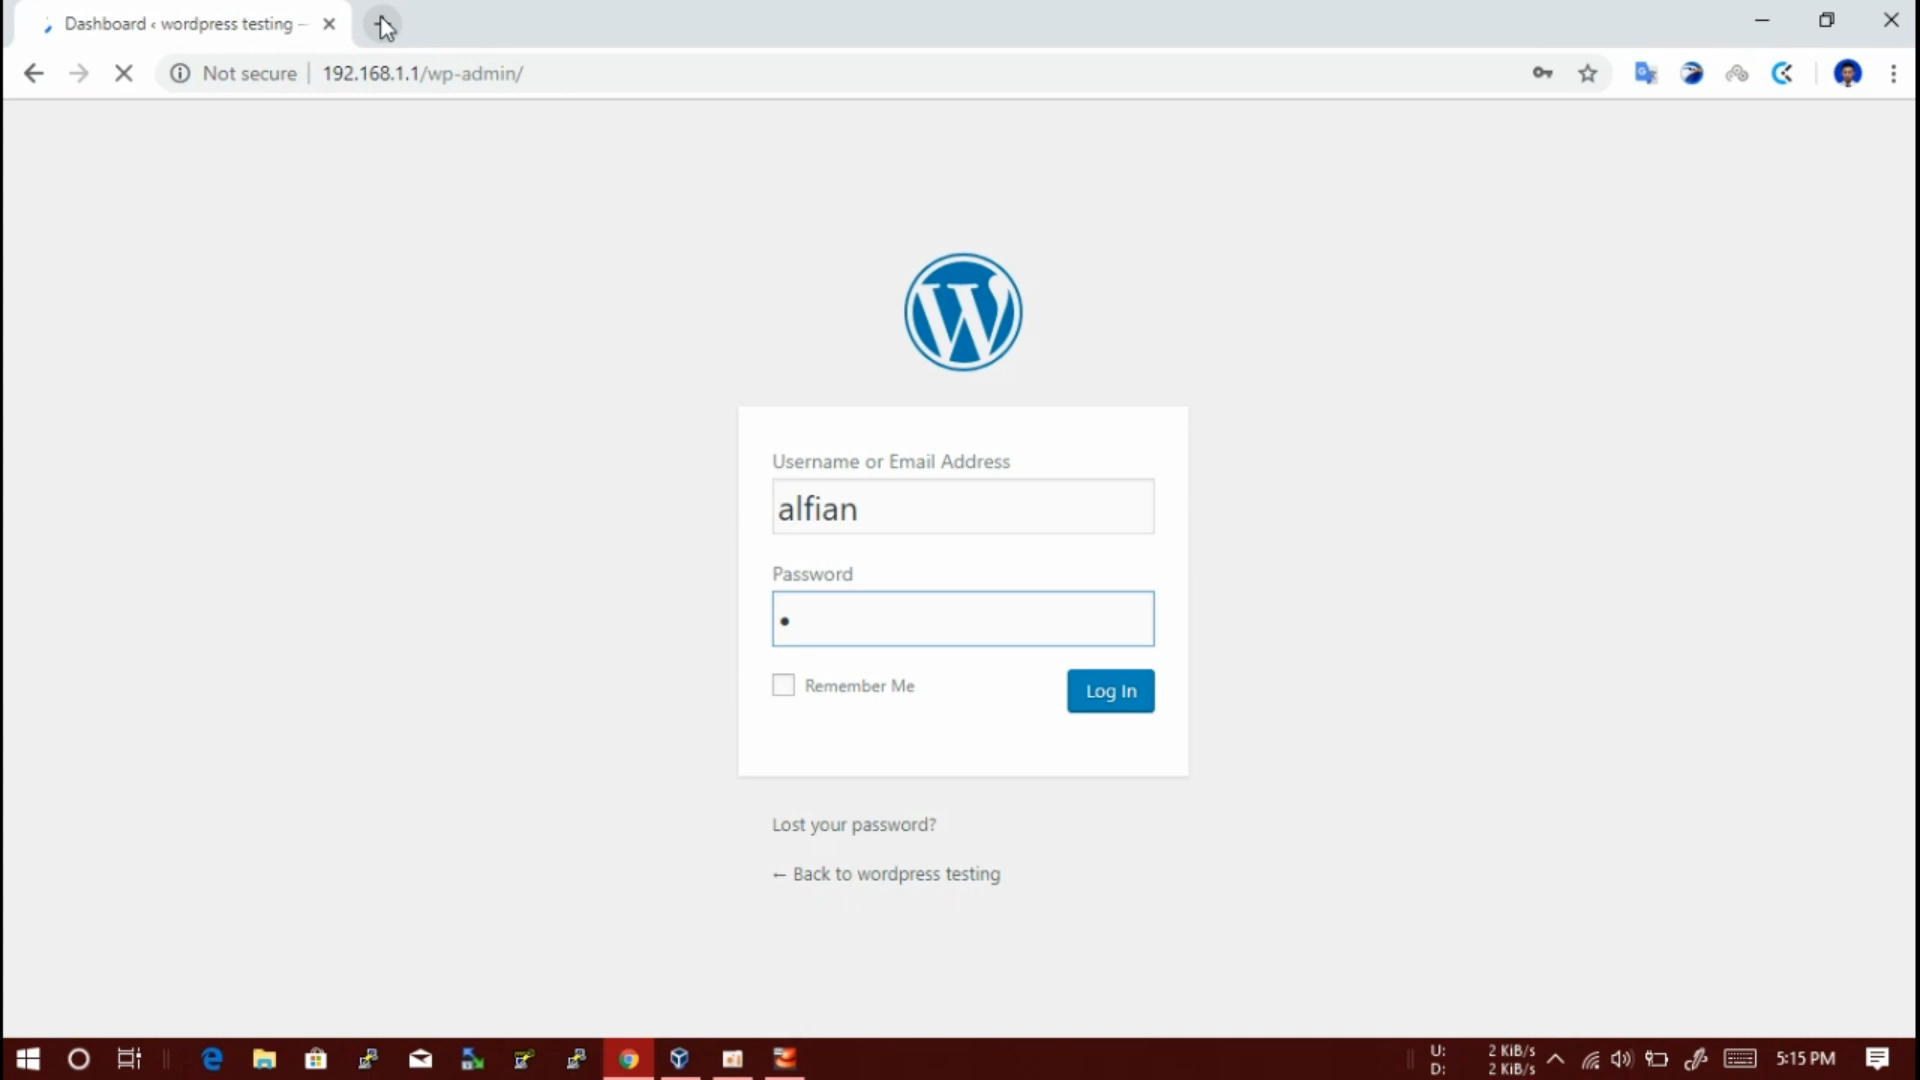 Dashboard ‹ wordpress testing —
Not secure | 192.168.1.1/wp-admin/
Username or Email Address
alfian
Password
•
Remember Me
Log In
Lost your password?
← Back to wordpress testing
U: 2 KiB/s
D: 2 KiB/s
5:15 PM